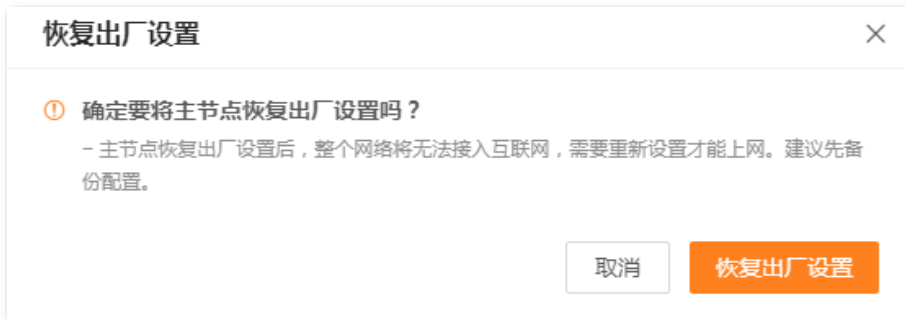 恢复出厂设置
确定要将主节点恢复出厂设置吗？
- 主节点恢复出厂设置后，整个网络将无法接入互联网，需要重新设置才能上网。建议先备
份配置。
取消
恢复出厂设置